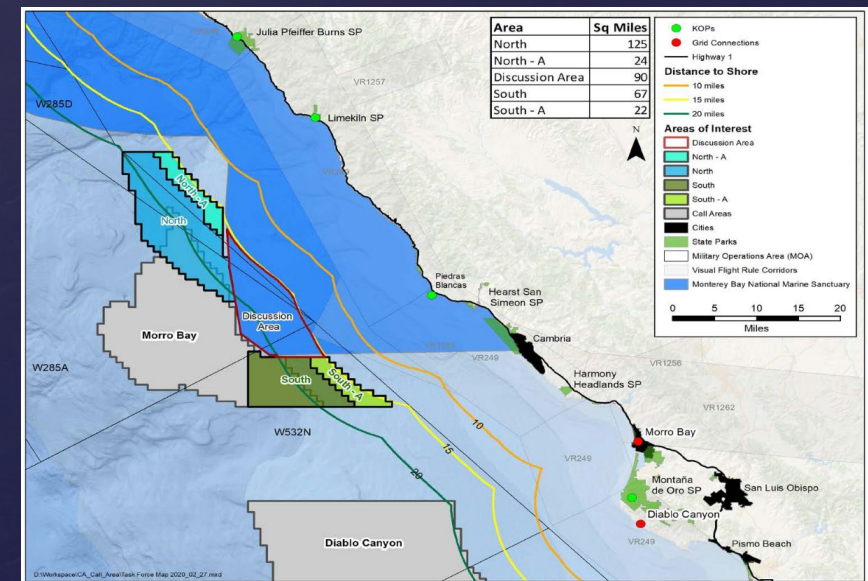 Julia Pfeiffer Burns SP
VR1257
W285D
Limekiln SP
North - A
North
Piedras
Blancas
Hearst San
Simeon SP
Discussion
Area
Morro Bay
Cambria
VR249
W285A
South
South - A
Harmony
Headlands SP
VR1256
VR1262
10
W532N
15
Morro Bay
VR249
20
Montaña
de Oro SP
San Luis Obispo
Diablo Canyon
Diablo Canyon
VR249
Pismo Beach
D:\Workspace\CA_Call_Area\Task Force Map 2020_02_27.mxd
Area Sq Miles
North 125
North - A 24
Discussion Area 90
South 67
South - A 22
N
KOPs
Grid Connections
Highway 1
Distance to Shore
10 miles
15 miles
20 miles
Areas of Interest
Discussion Area
North - A
North
South
South - A
Call Areas
Cities
State Parks
Military Operations Area (MOA)
Visual Flight Rule Corridors
Monterey Bay National Marine Sanctuary
0 5 10 15 20
Miles